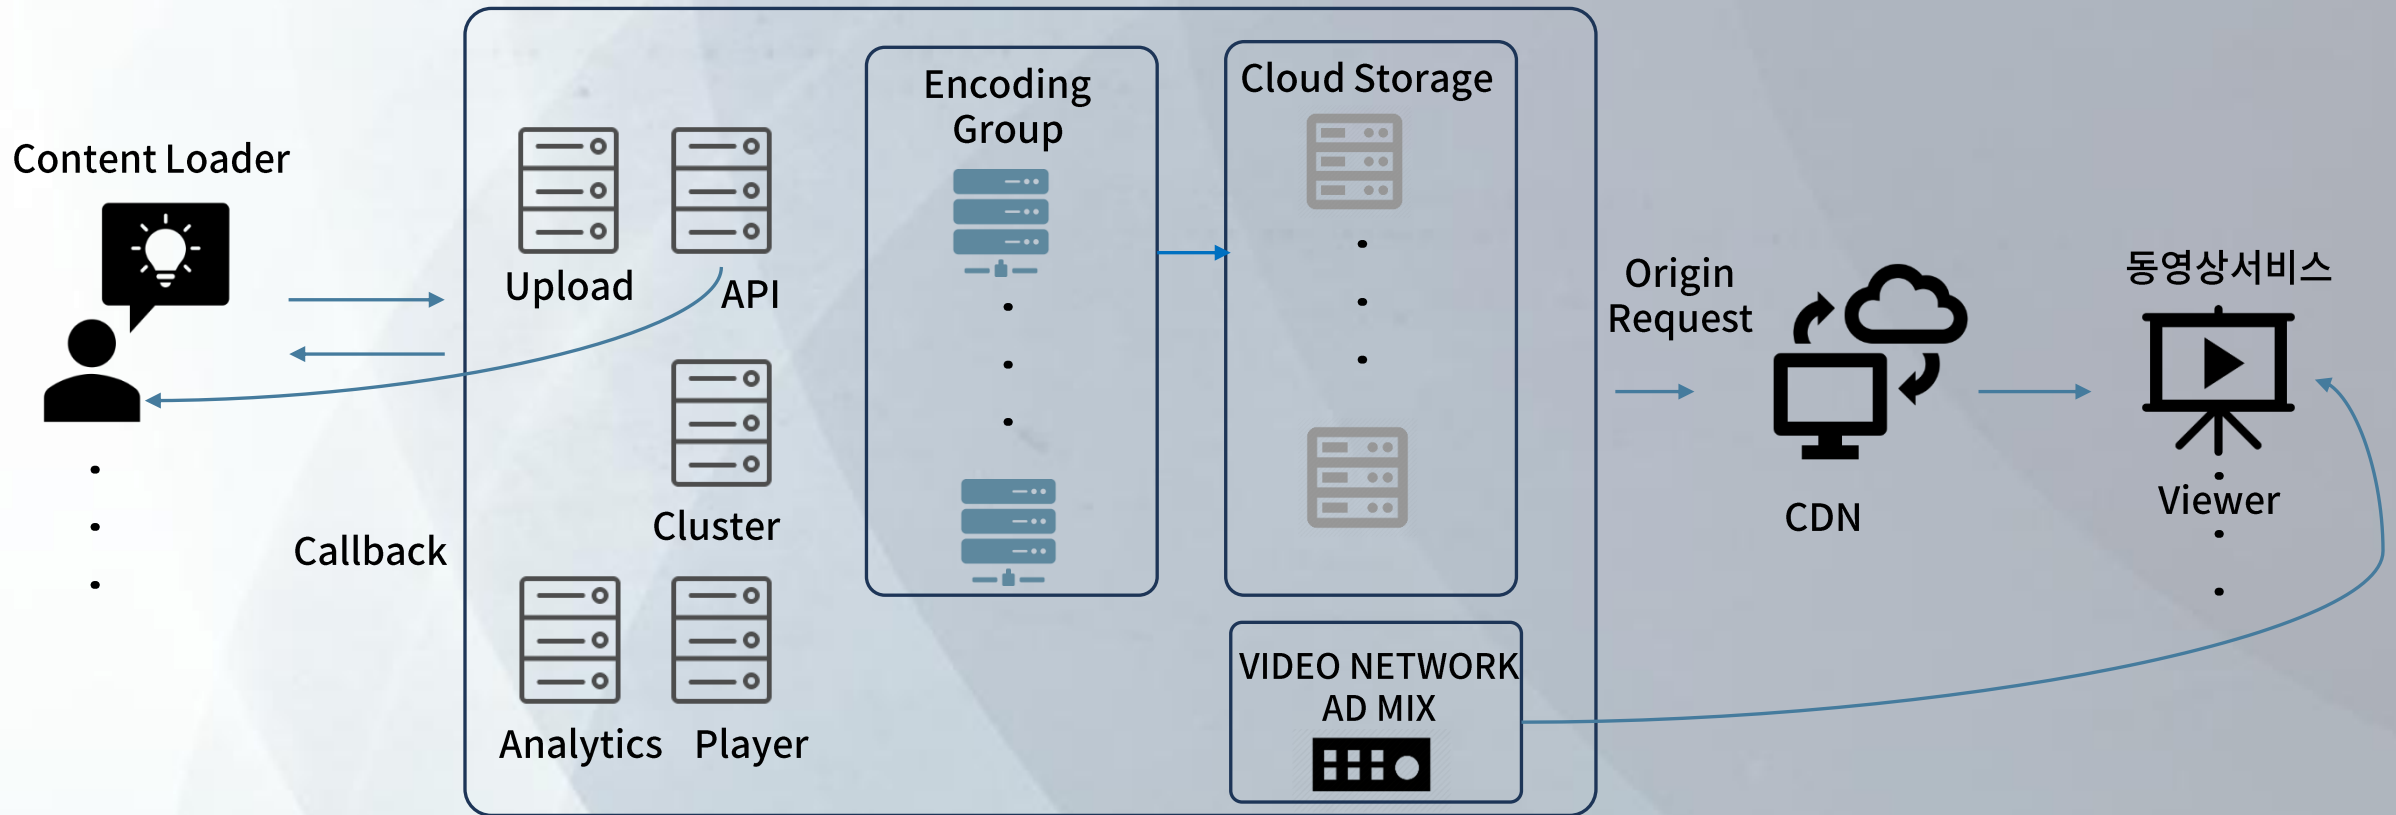 Content Loader
Callback
Upload
API
Cluster
Analytics
Player
Encoding
Group
Cloud Storage
VIDEO NETWORK
AD MIX
Origin
Request
CDN
동영상서비스
Viewer